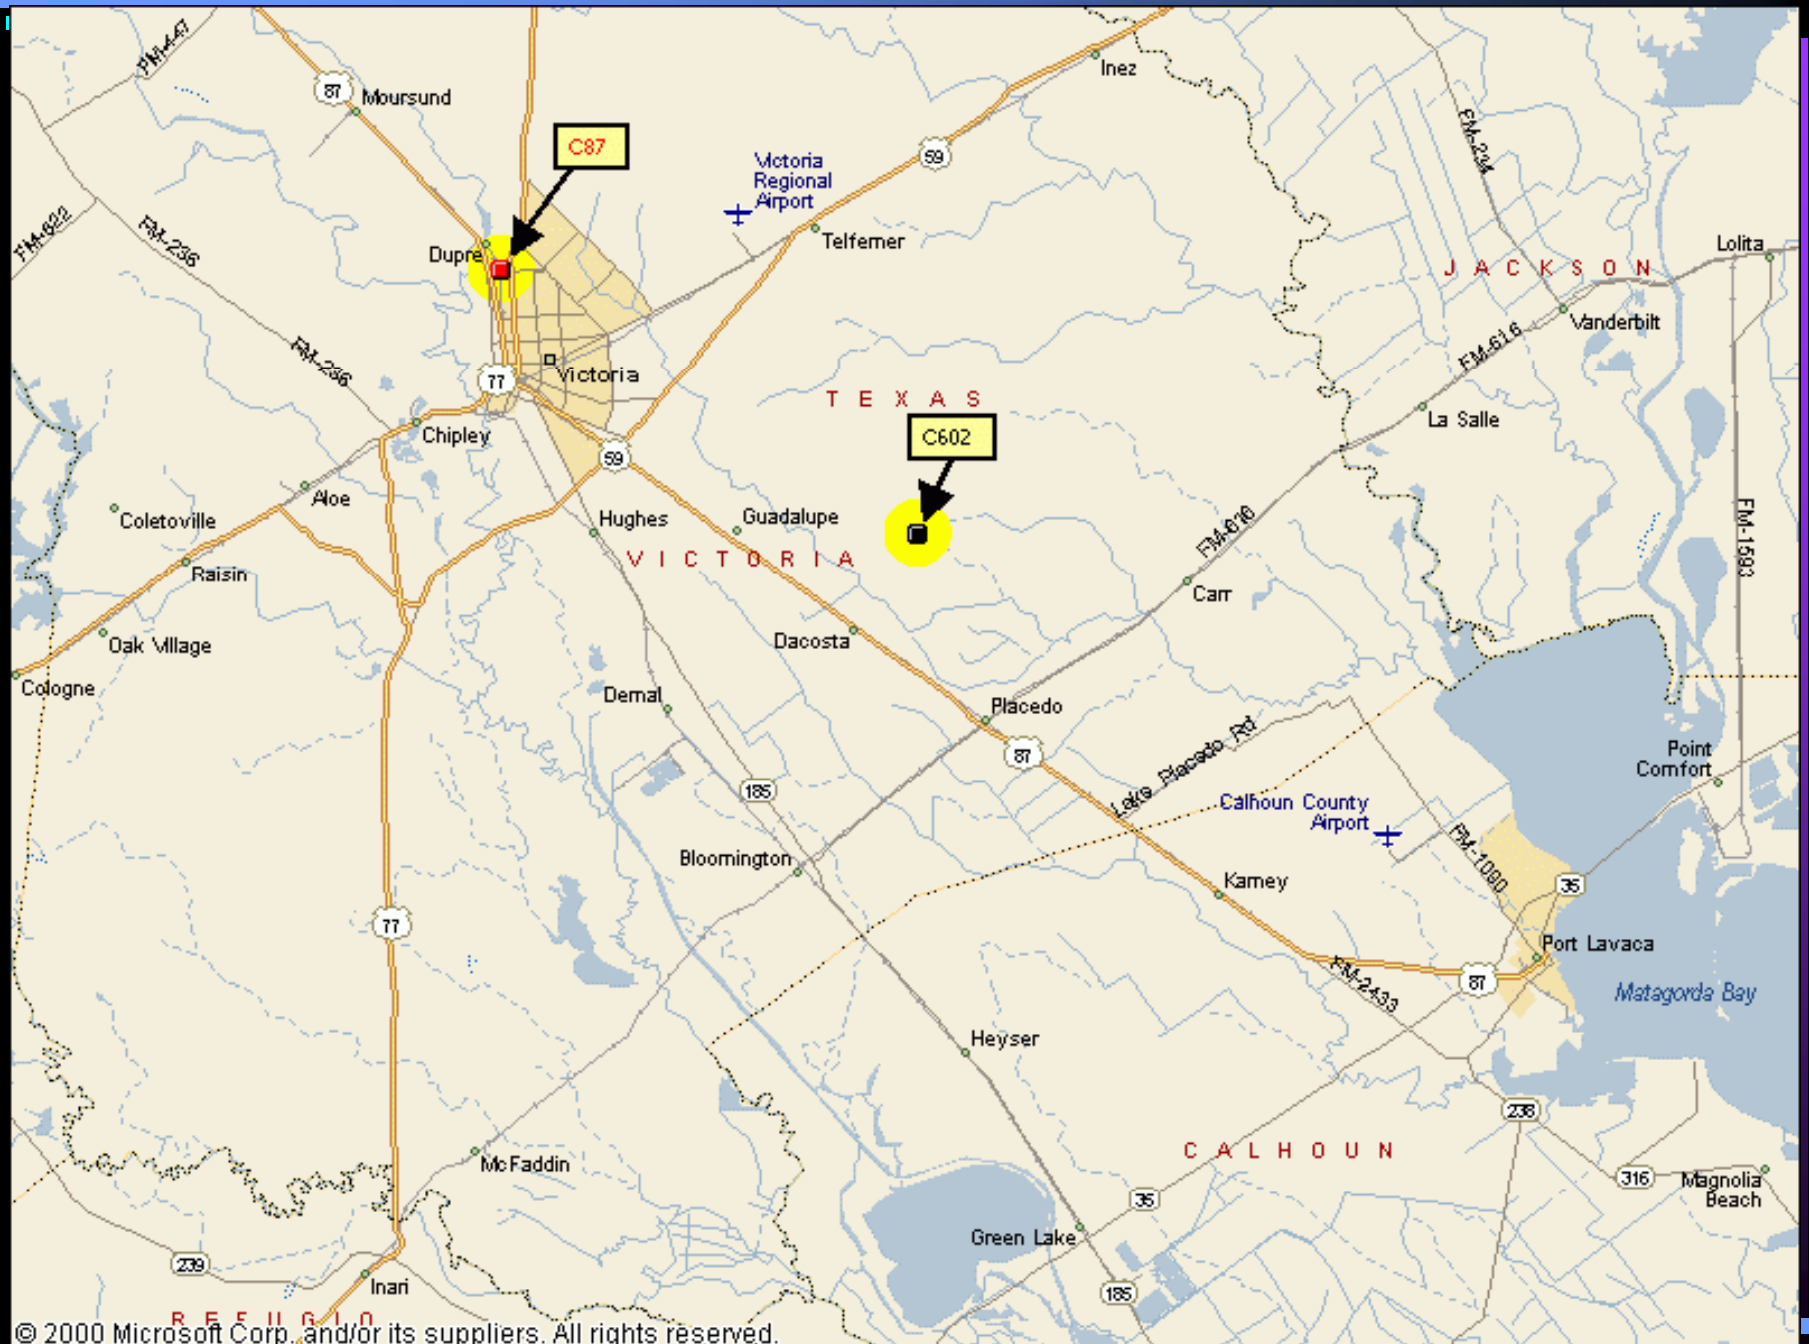 FM-447
87
Moursund
Inez
C87
59
Victoria
Regional
Airport
FM-234
FM-622
FM-236
Dupre
Telferner
Lolita
JACKSON
Vanderbilt
FM-616
FM-236
77
Victoria
TEXAS
La Salle
Chipley
C602
59
Aloe
Coletoville
Hughes
Guadalupe
FM-616
FM-1593
VICTORIA
Raisin
Carr
Oak Village
Dacosta
Cologne
Dernal
Placedo
87
Lake Placedo Rd
Point
Comfort
185
Calhoun County
Airport
Bloomington
FM-1090
Kamey
35
77
Port Lavaca
FM-2433
87
Matagorda Bay
Heyser
238
CALHOUN
McFaddin
316
Magnolia
Beach
35
Green Lake
239
Inari
185
REFUGIO
© 2000 Microsoft Corp. and/or its suppliers. All rights reserved.